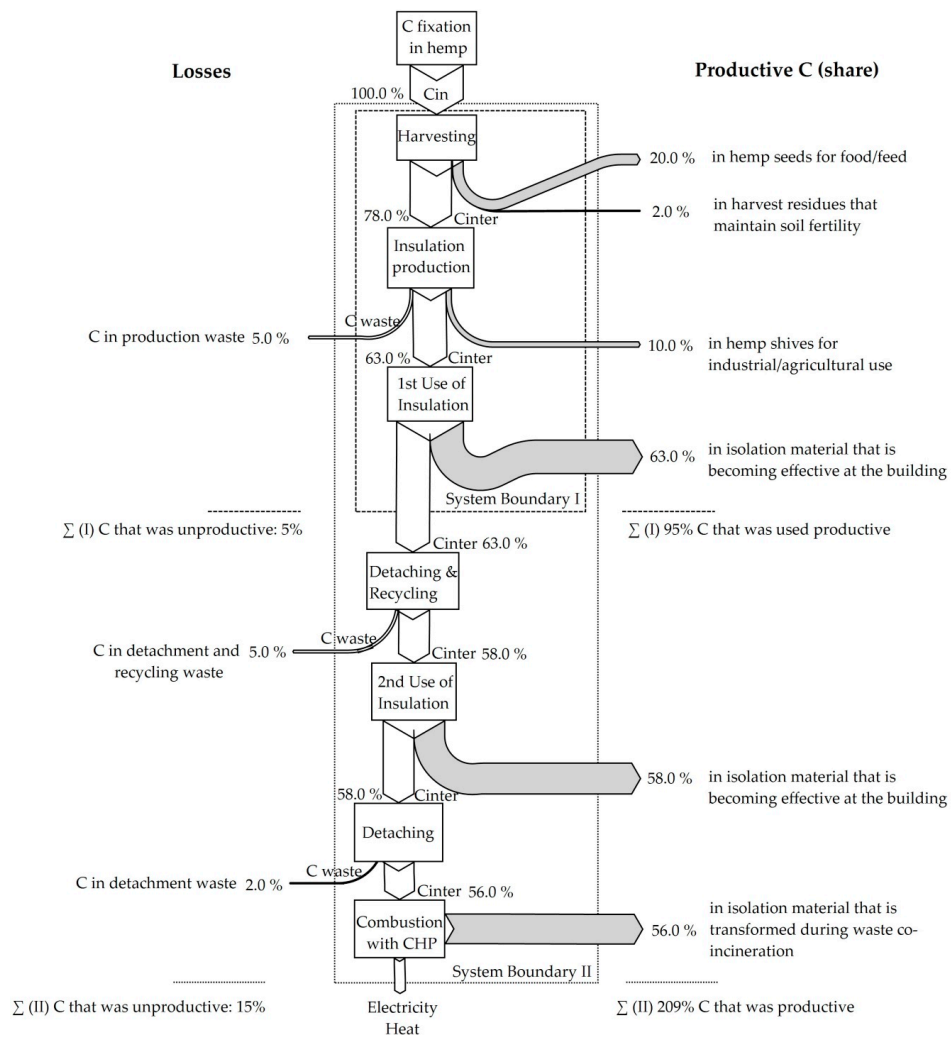 C fixation
in hemp
Losses
Productive C (share)
100.0 %
Cin
Harvesting
20.0 %
in hemp seeds for food/feed
78.0 %
Cinter
2.0 %
in harvest residues that
maintain soil fertility
Insulation
production
C waste
C in production waste 5.0 %
10.0 %
in hemp shives for
industrial/agricultural use
63.0 %
Cinter
1st Use of
Insulation
63.0 %
in isolation material that is
becoming effective at the building
System Boundary I
∑ (I) C that was unproductive: 5%
∑ (I) 95% C that was used productive
Cinter 63.0 %
Detaching &
Recycling
C waste
C in detachment and
recycling waste
5.0 %
Cinter 58.0 %
2nd Use of
Insulation
58.0 %
in isolation material that is
becoming effective at the building
58.0 %
Cinter
Detaching
C waste
C in detachment waste 2.0 %
Cinter 56.0 %
Combustion
with CHP
56.0 %
in isolation material that is
transformed during waste co-
incineration
System Boundary II
∑ (II) C that was unproductive: 15%
∑ (II) 209% C that was productive
Electricity
Heat